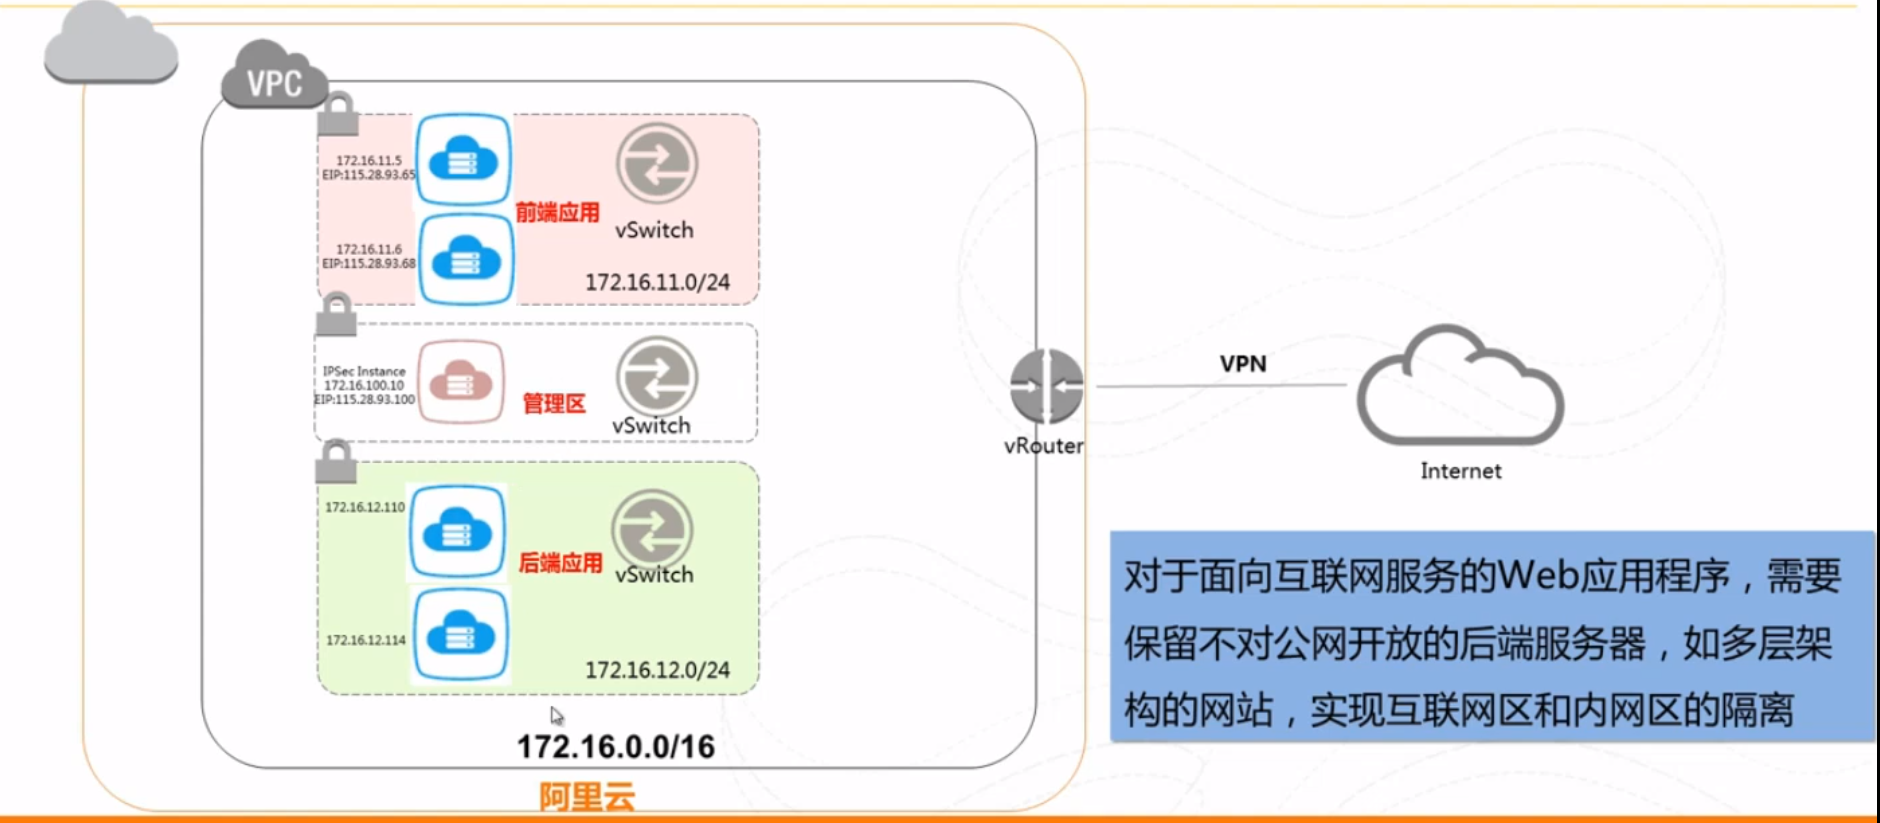 VPC
172.16.11.5
EIP:115.28.93.65
前端应用
vSwitch
172.16.11.6
EIP:115.28.93.68
172.16.11.0/24
IPSec Instance
172.16.100.10
EIP:115.28.93.100
管理区
vSwitch
172.16.12.110
后端应用
vSwitch
172.16.12.114
172.16.12.0/24
172.16.0.0/16
阿里云
vRouter
VPN
Internet
对于面向互联网服务的Web应用程序，需要
保留不对公网开放的后端服务器，如多层架
构的网站，实现互联网区和内网区的隔离